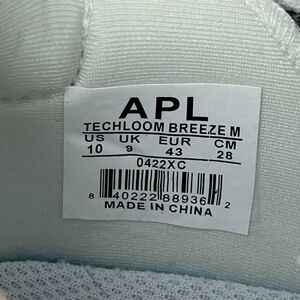 APL
TECHLOOM BREEZE M
US UK EUR CM
10 9 43 28
0422XC
8 40222 88936 2
MADE IN CHINA